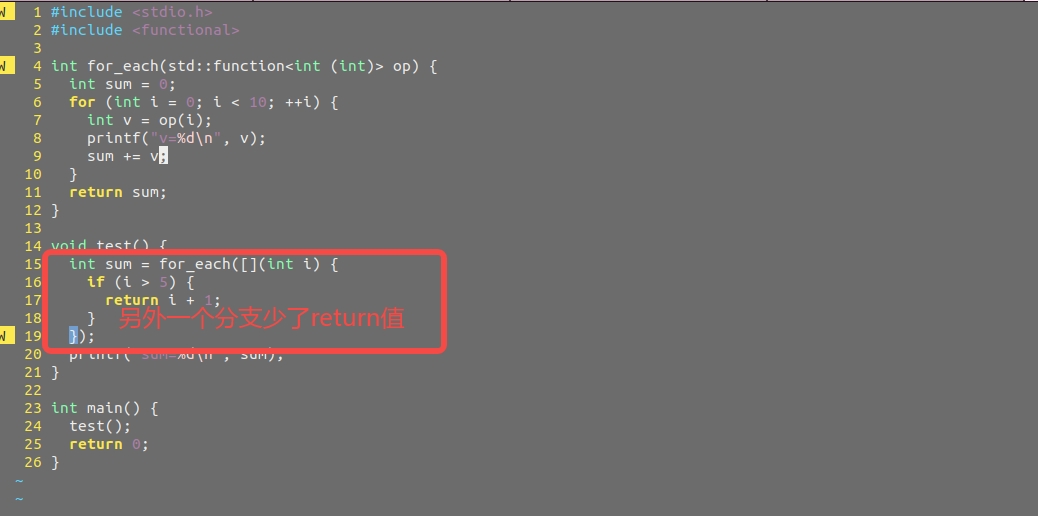 W 1 #include <stdio.h>
2 #include <functional>
3
W 4 int for_each(std::function<int (int)> op) {
5 int sum = 0;
6 for (int i = 0; i < 10; ++i) {
7 int v = op(i);
8 printf("v=%d\n", v);
9 sum += v;
10 }
11 return sum;
12 }
13
14 void test() {
15 int sum = for_each([](int i) {
16 if (i > 5) {
17 return i + 1;
18 } 另外一个分支少了return值
W 19 });
20 printf("sum=%d\n", sum);
21 }
22
23 int main() {
24 test();
25 return 0;
26 }
~
~